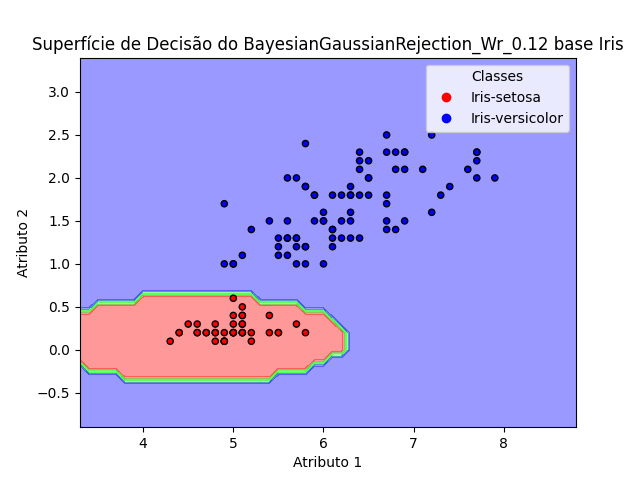 Superfície de Decisão do BayesianGaussianRejection_Wr_0.12 base Iris
Classes
Iris-setosa
Iris-versicolor
3.0
2.5
2.0
1.5
1.0
0.5
0.0
−0.5
Atributo 2
4 5 6 7 8
Atributo 1